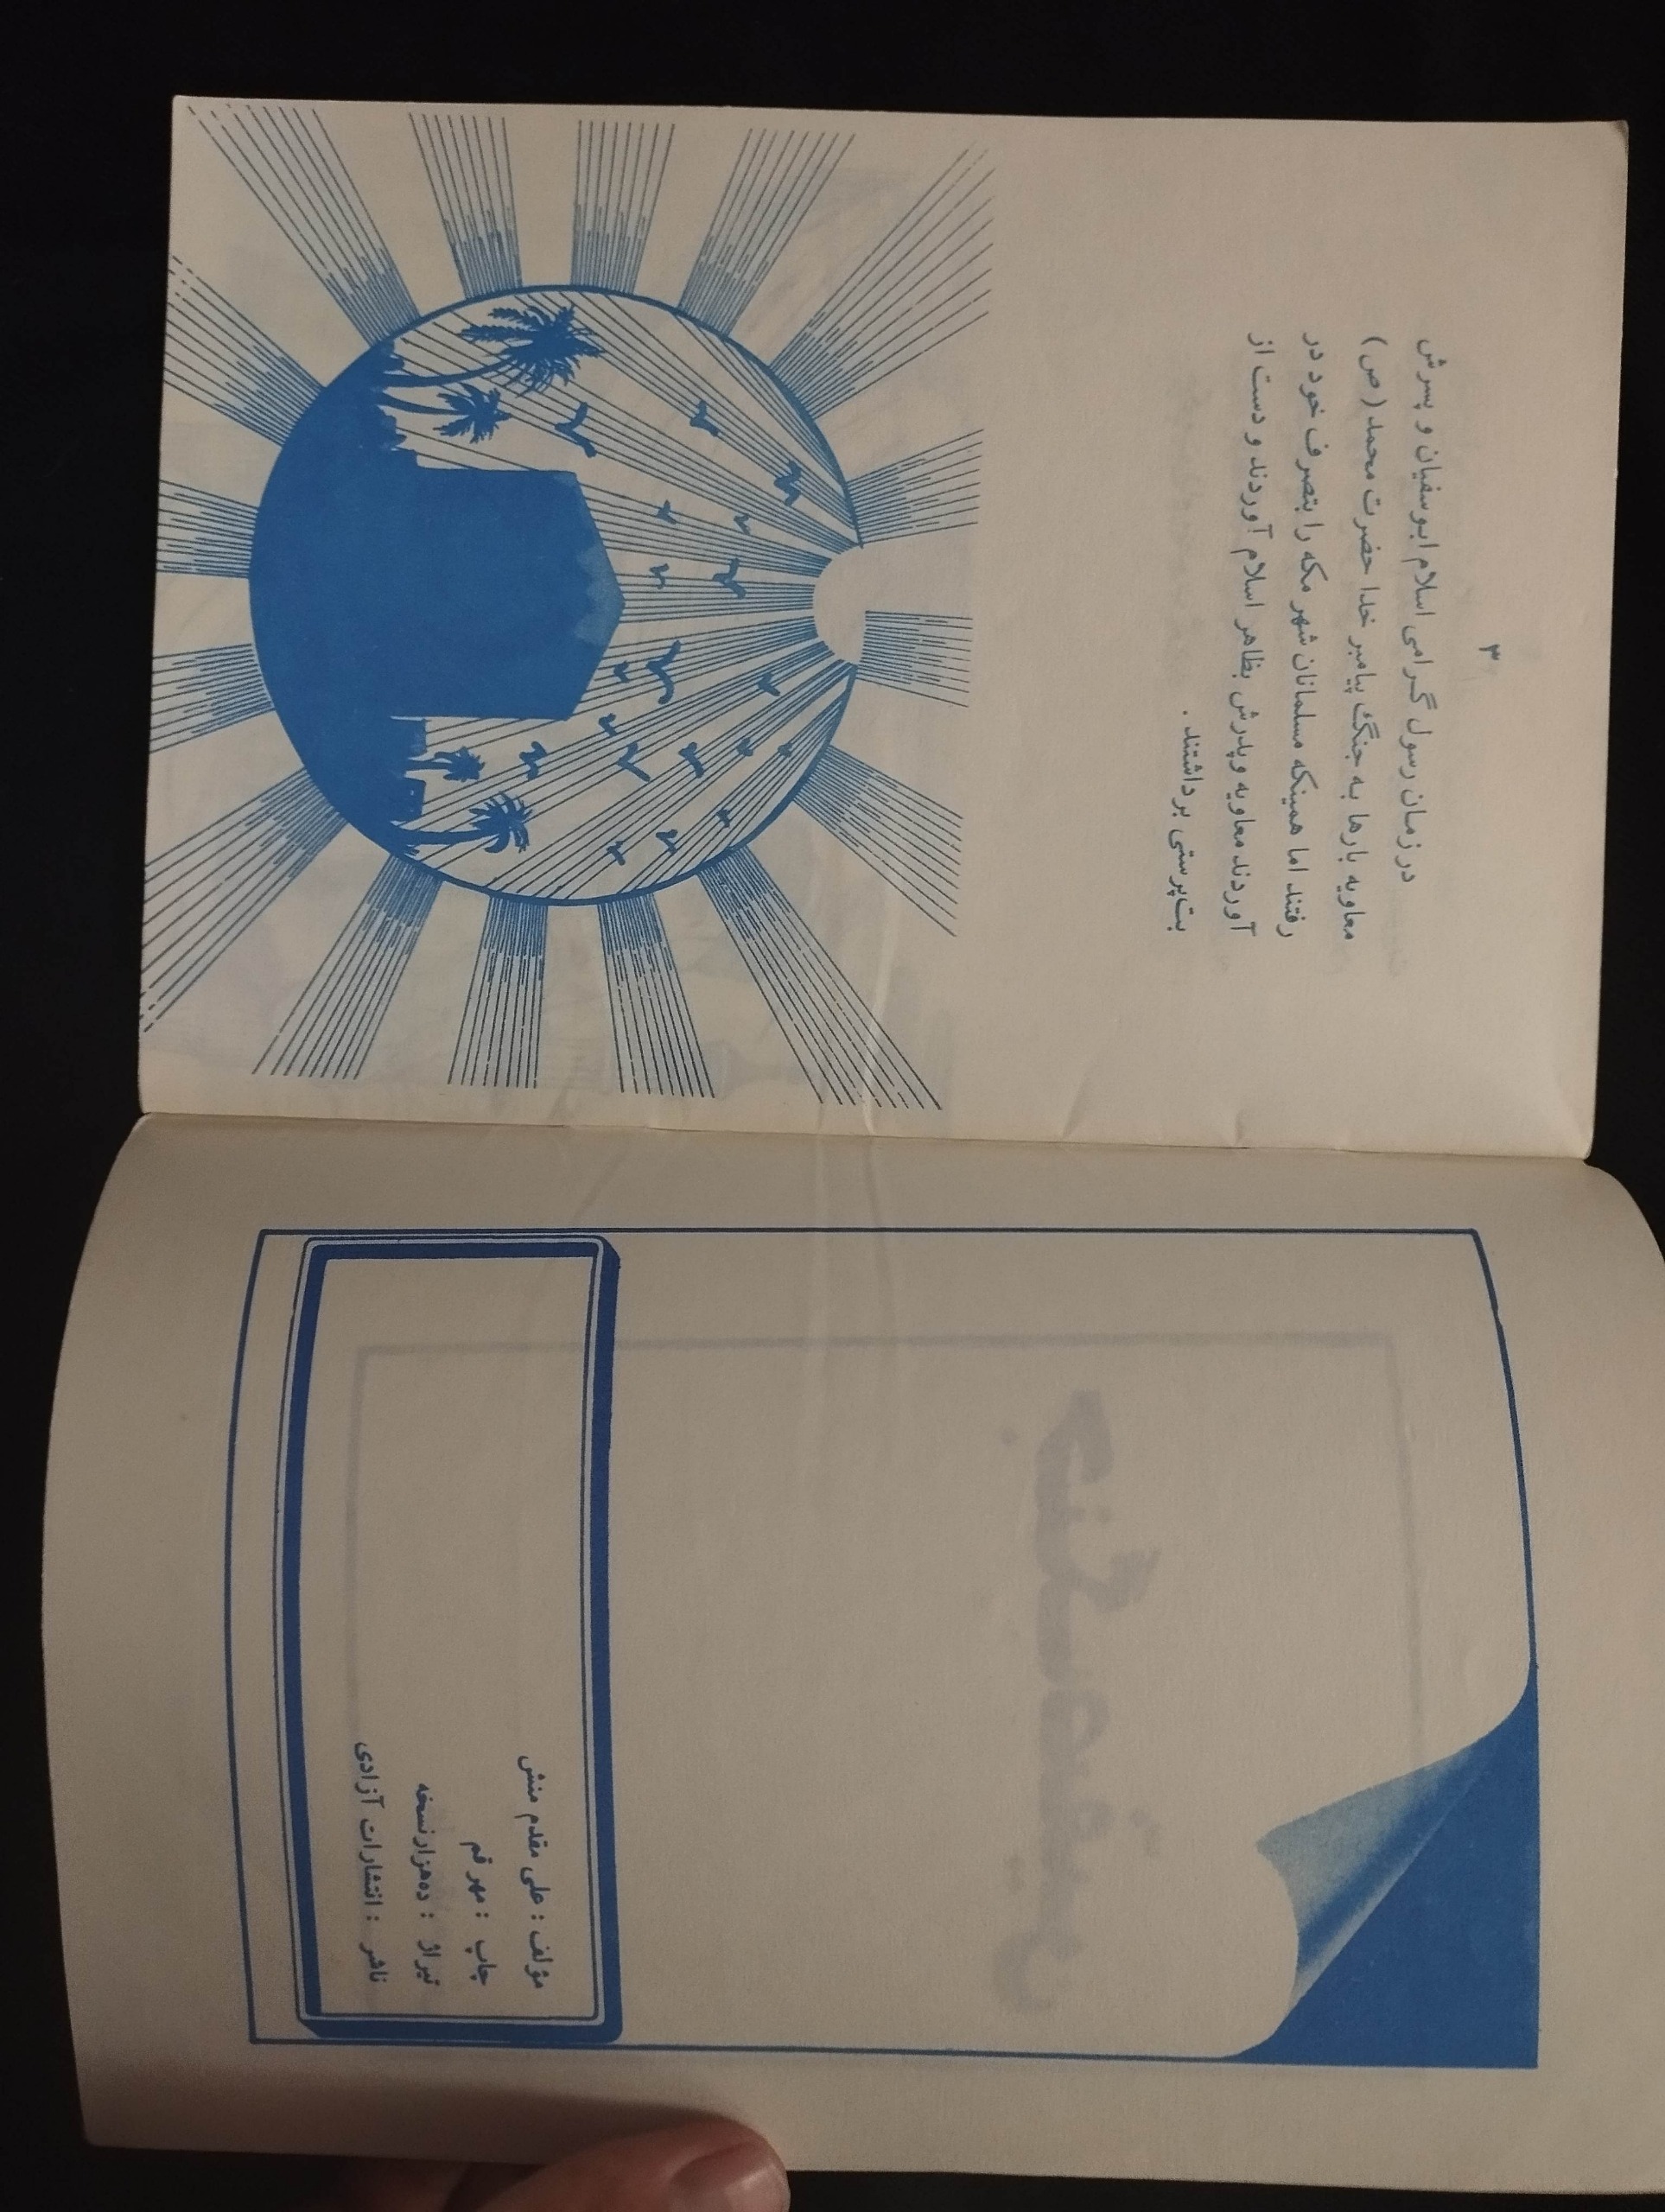 مؤلف : علی مقدم منش
چاپ : مهر قم
تیراژ : ده‌هزار نسخه
ناشر : انتشارات آزادی
۳
در زمان رسول گرامی اسلام ابوسفیان و پسرش
معاویه بارها به جنگ پیامبر خدا حضرت محمد (ص)
رفتند اما همینکه مسلمانان شهر مکه را بتصرف خود در
آوردند معاویه و پدرش بظاهر اسلام آوردند و دست از
بت‌پرستی برداشتند .